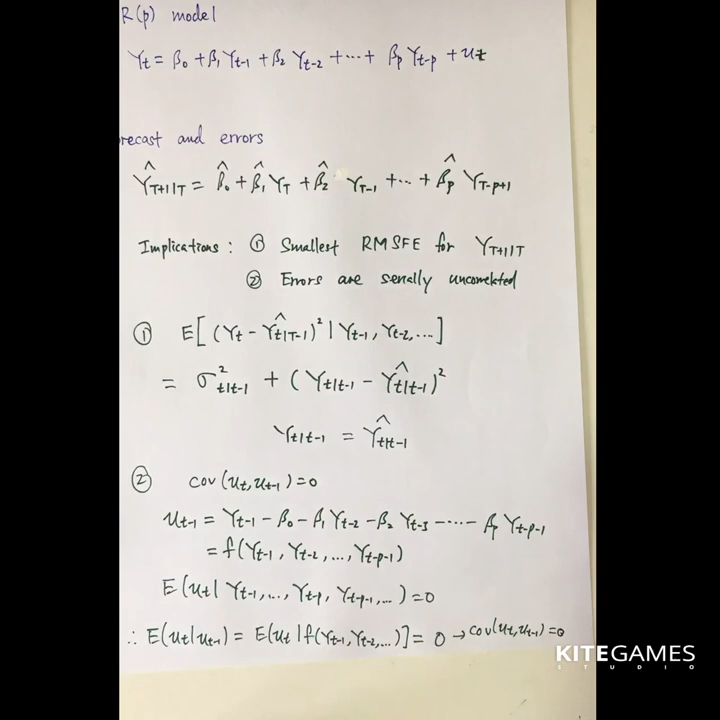 R(p) model
Yt = β0 + β1 Yt-1 + β2 Yt-2 + ... + βp Yt-p + ut
recast and errors
ŶT+1|T = β̂0 + β̂1 YT + β̂2 YT-1 + ... + β̂p YT-p+1
Implications : ① Smallest RMSFE for YT+1|T
② Errors are serially uncorrelated
① E[(Yt - Ŷt|T-1)² | Yt-1, Yt-2, ...]
= σ²t|t-1 + (Yt|t-1 - Ŷt|t-1)²
Yt|t-1 = Ŷt|t-1
② cov(ut, ut-1) = 0
ut-1 = Yt-1 - β0 - β1 Yt-2 - β2 Yt-3 - ... - βp Yt-p-1
= f(Yt-1, Yt-2, ..., Yt-p-1)
E(ut | Yt-1, ..., Yt-p, Yt-p-1, ...) = 0
∴ E(ut|ut-1) = E(ut | f(Yt-1, Yt-2, ...)] = 0 → cov(ut, ut-1) = 0
KITEGAMES
STUDIO